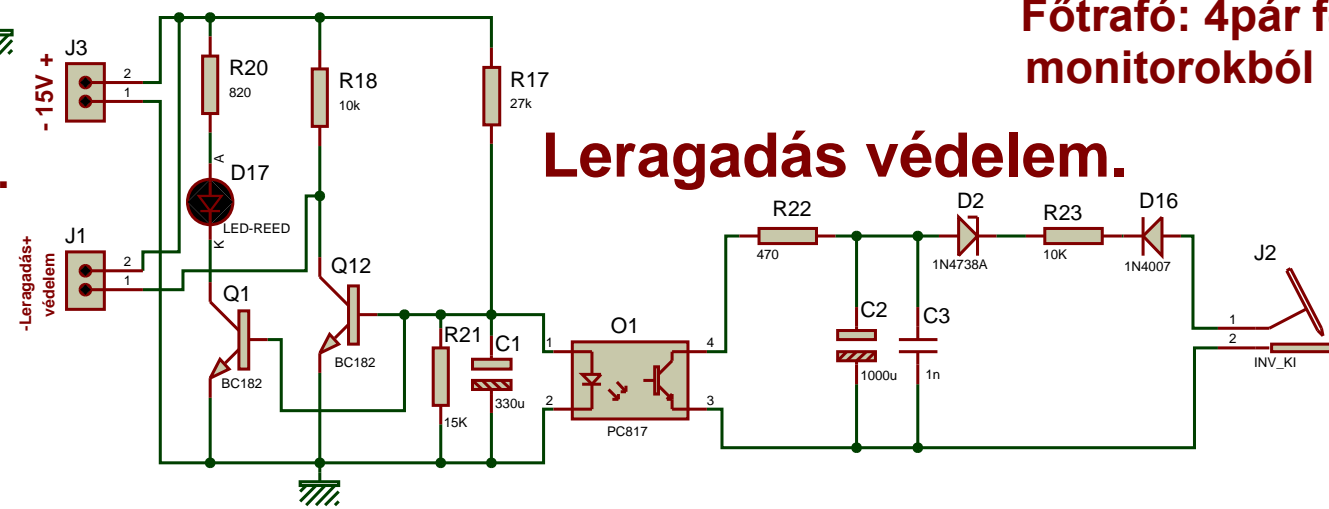 Főtrafó: 4pár f
monitorokból
Leragadás védelem.
J3
- 15V +
2
1
R20
820
R18
10k
R17
27k
A
D17
LED-REED
K
J1
-Leragadás+
védelem
2
1
Q1
BC182
Q12
BC182
R21
15K
C1
330u
O1
1
2
4
3
PC817
R22
470
C2
1000u
C3
1n
D2
1N4738A
R23
10K
D16
1N4007
J2
1
2
INV_KI